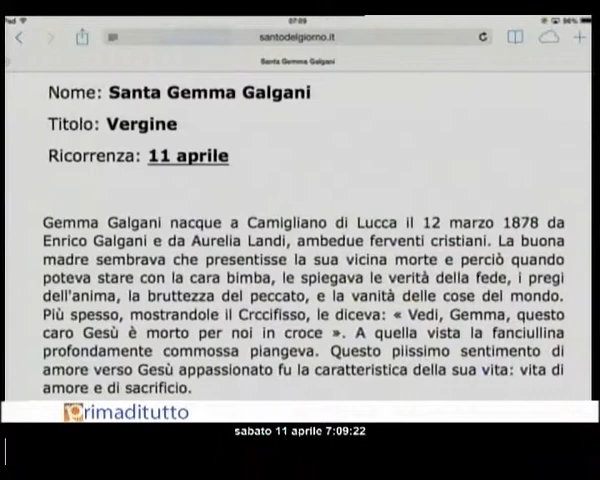 iPad
07:09
96%
santodelgiorno.it
Santa Gemma Galgani
Nome: Santa Gemma Galgani
Titolo: Vergine
Ricorrenza: 11 aprile
Gemma Galgani nacque a Camigliano di Lucca il 12 marzo 1878 da
Enrico Galgani e da Aurelia Landi, ambedue ferventi cristiani. La buona
madre sembrava che presentisse la sua vicina morte e perciò quando
poteva stare con la cara bimba, le spiegava le verità della fede, i pregi
dell'anima, la bruttezza del peccato, e la vanità delle cose del mondo.
Più spesso, mostrandole il Crccifisso, le diceva: « Vedi, Gemma, questo
caro Gesù è morto per noi in croce ». A quella vista la fanciullina
profondamente commossa piangeva. Questo piissimo sentimento di
amore verso Gesù appassionato fu la caratteristica della sua vita: vita di
amore e di sacrificio.
Primaditutto
sabato 11 aprile 7:09:22